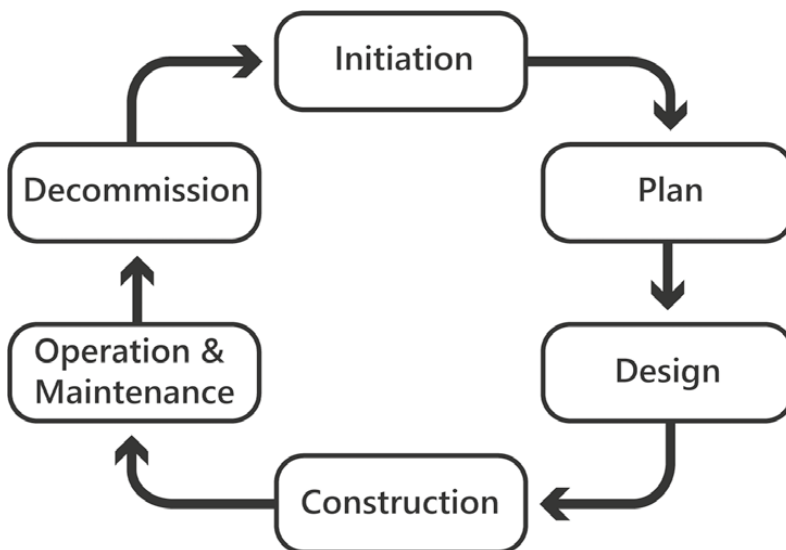 Initiation
Plan
Design
Construction
Operation &
Maintenance
Decommission